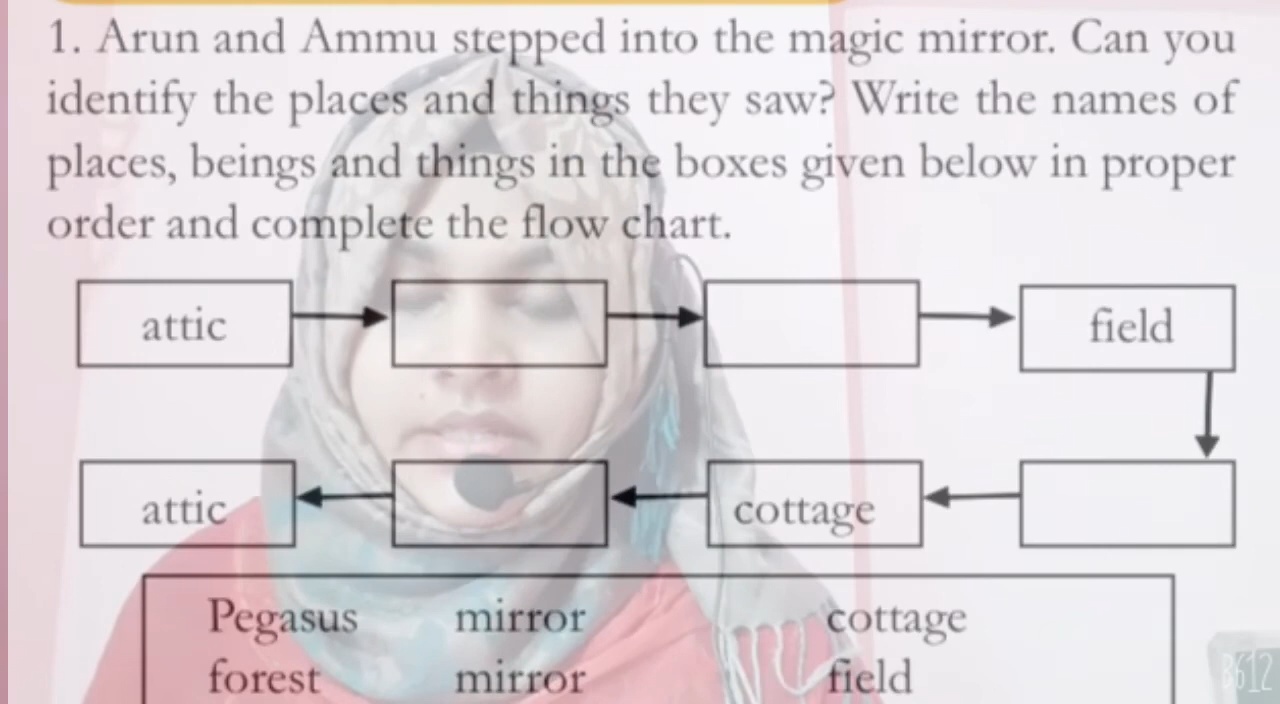 1. Arun and Ammu stepped into the magic mirror. Can you
identify the places and things they saw? Write the names of
places, beings and things in the boxes given below in proper
order and complete the flow chart.
attic
field
attic
cottage
Pegasus mirror cottage
forest mirror field
B612